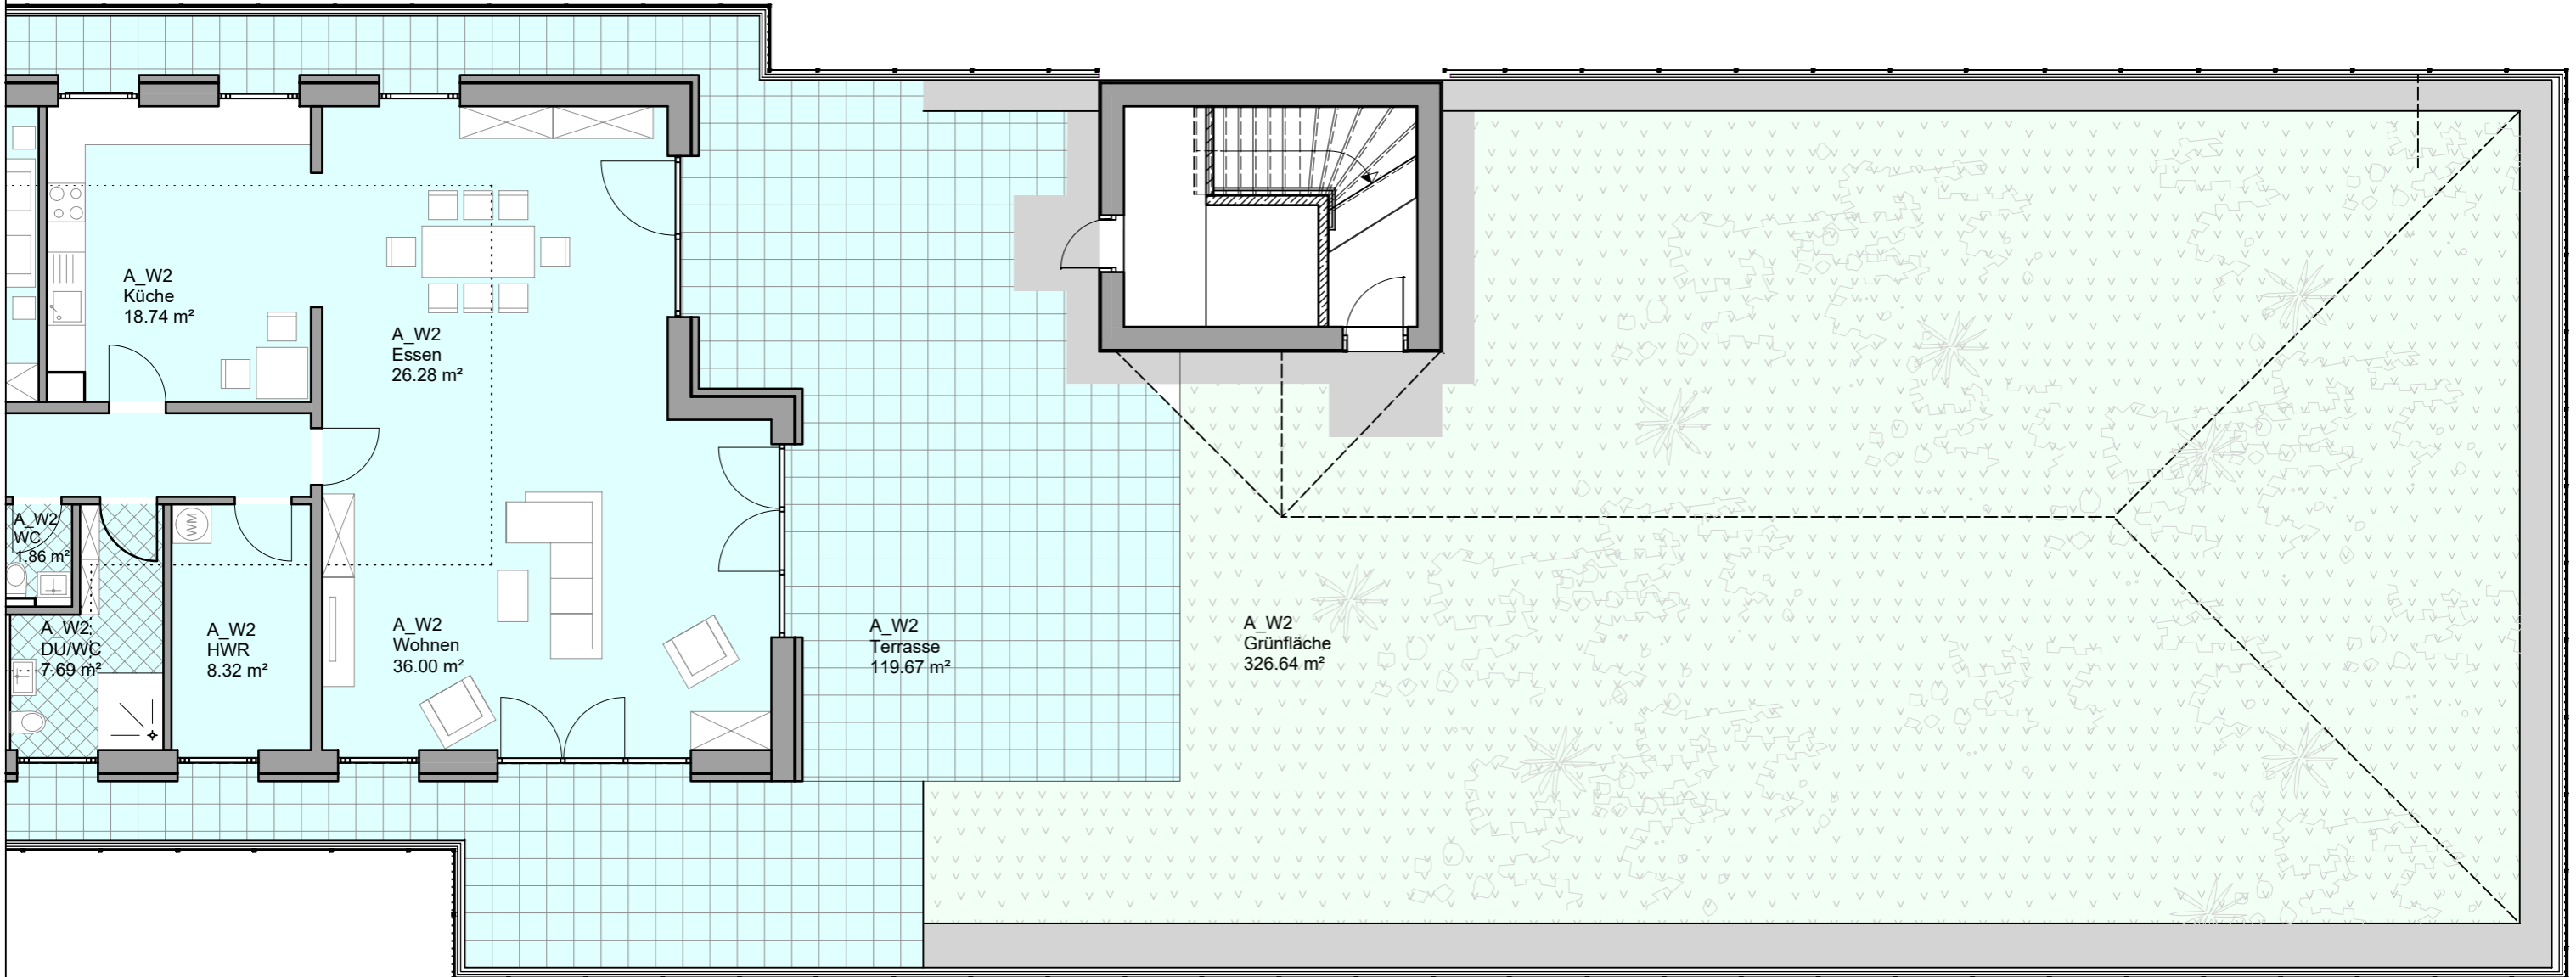 A_W2
Küche
18.74 m²
A_W2
Essen
26.28 m²
A_W2
WC
1.86 m²
WM
A_W2
DU/WC
7.69 m²
A_W2
HWR
8.32 m²
A_W2
Wohnen
36.00 m²
A_W2
Terrasse
119.67 m²
A_W2
Grünfläche
326.64 m²